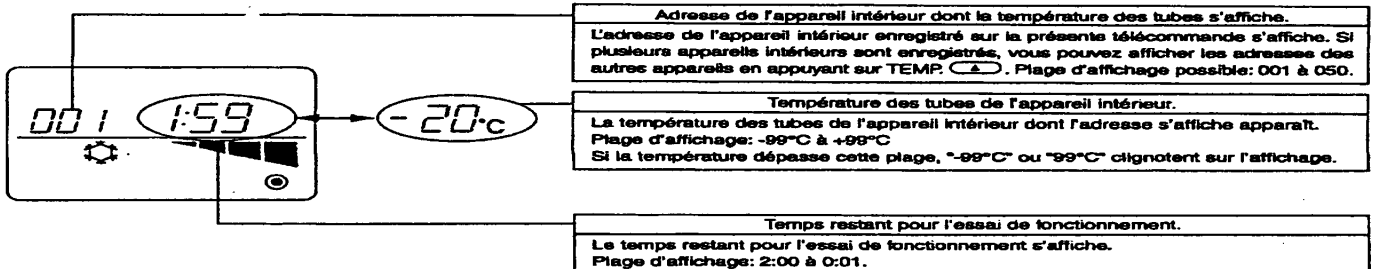 Adresse de l'appareil intérieur dont la température des tubes s'affiche.
L'adresse de l'appareil intérieur enregistré sur la présente télécommande s'affiche. Si
plusieurs appareils intérieurs sont enregistrés, vous pouvez afficher les adresses des
autres appareils en appuyant sur TEMP. ▲ . Plage d'affichage possible: 001 à 050.
001 1:59 -20°C
Température des tubes de l'appareil intérieur.
La température des tubes de l'appareil intérieur dont l'adresse s'affiche apparaît.
Plage d'affichage: -99°C à +99°C
Si la température dépasse cette plage, "-99°C" ou "99°C" clignotent sur l'affichage.
Temps restant pour l'essai de fonctionnement.
Le temps restant pour l'essai de fonctionnement s'affiche.
Plage d'affichage: 2:00 à 0:01.